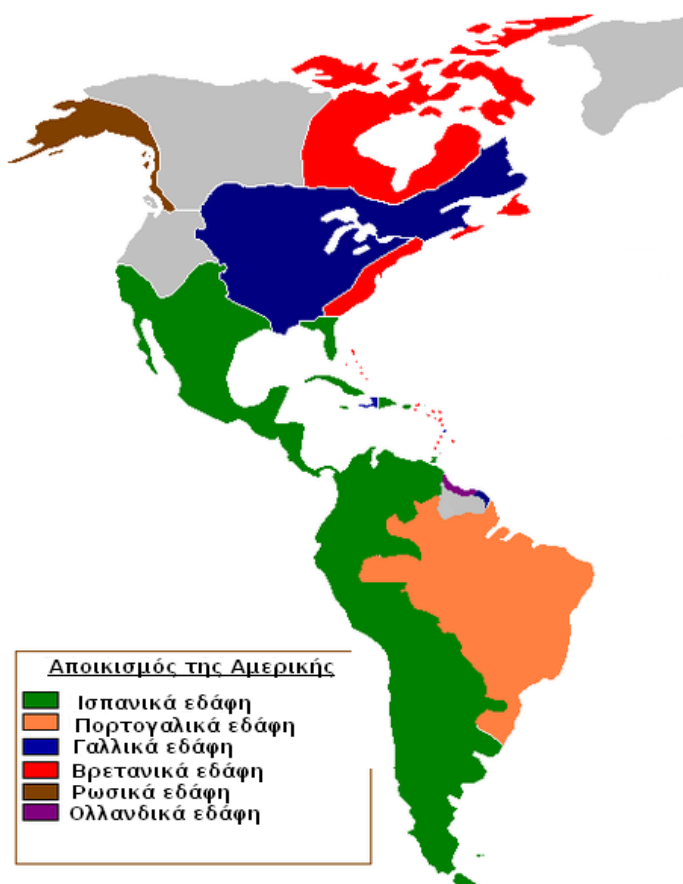 Αποικισμός της Αμερικής
Ισπανικά εδάφη
Πορτογαλικά εδάφη
Γαλλικά εδάφη
Βρετανικά εδάφη
Ρωσικά εδάφη
Ολλανδικά εδάφη